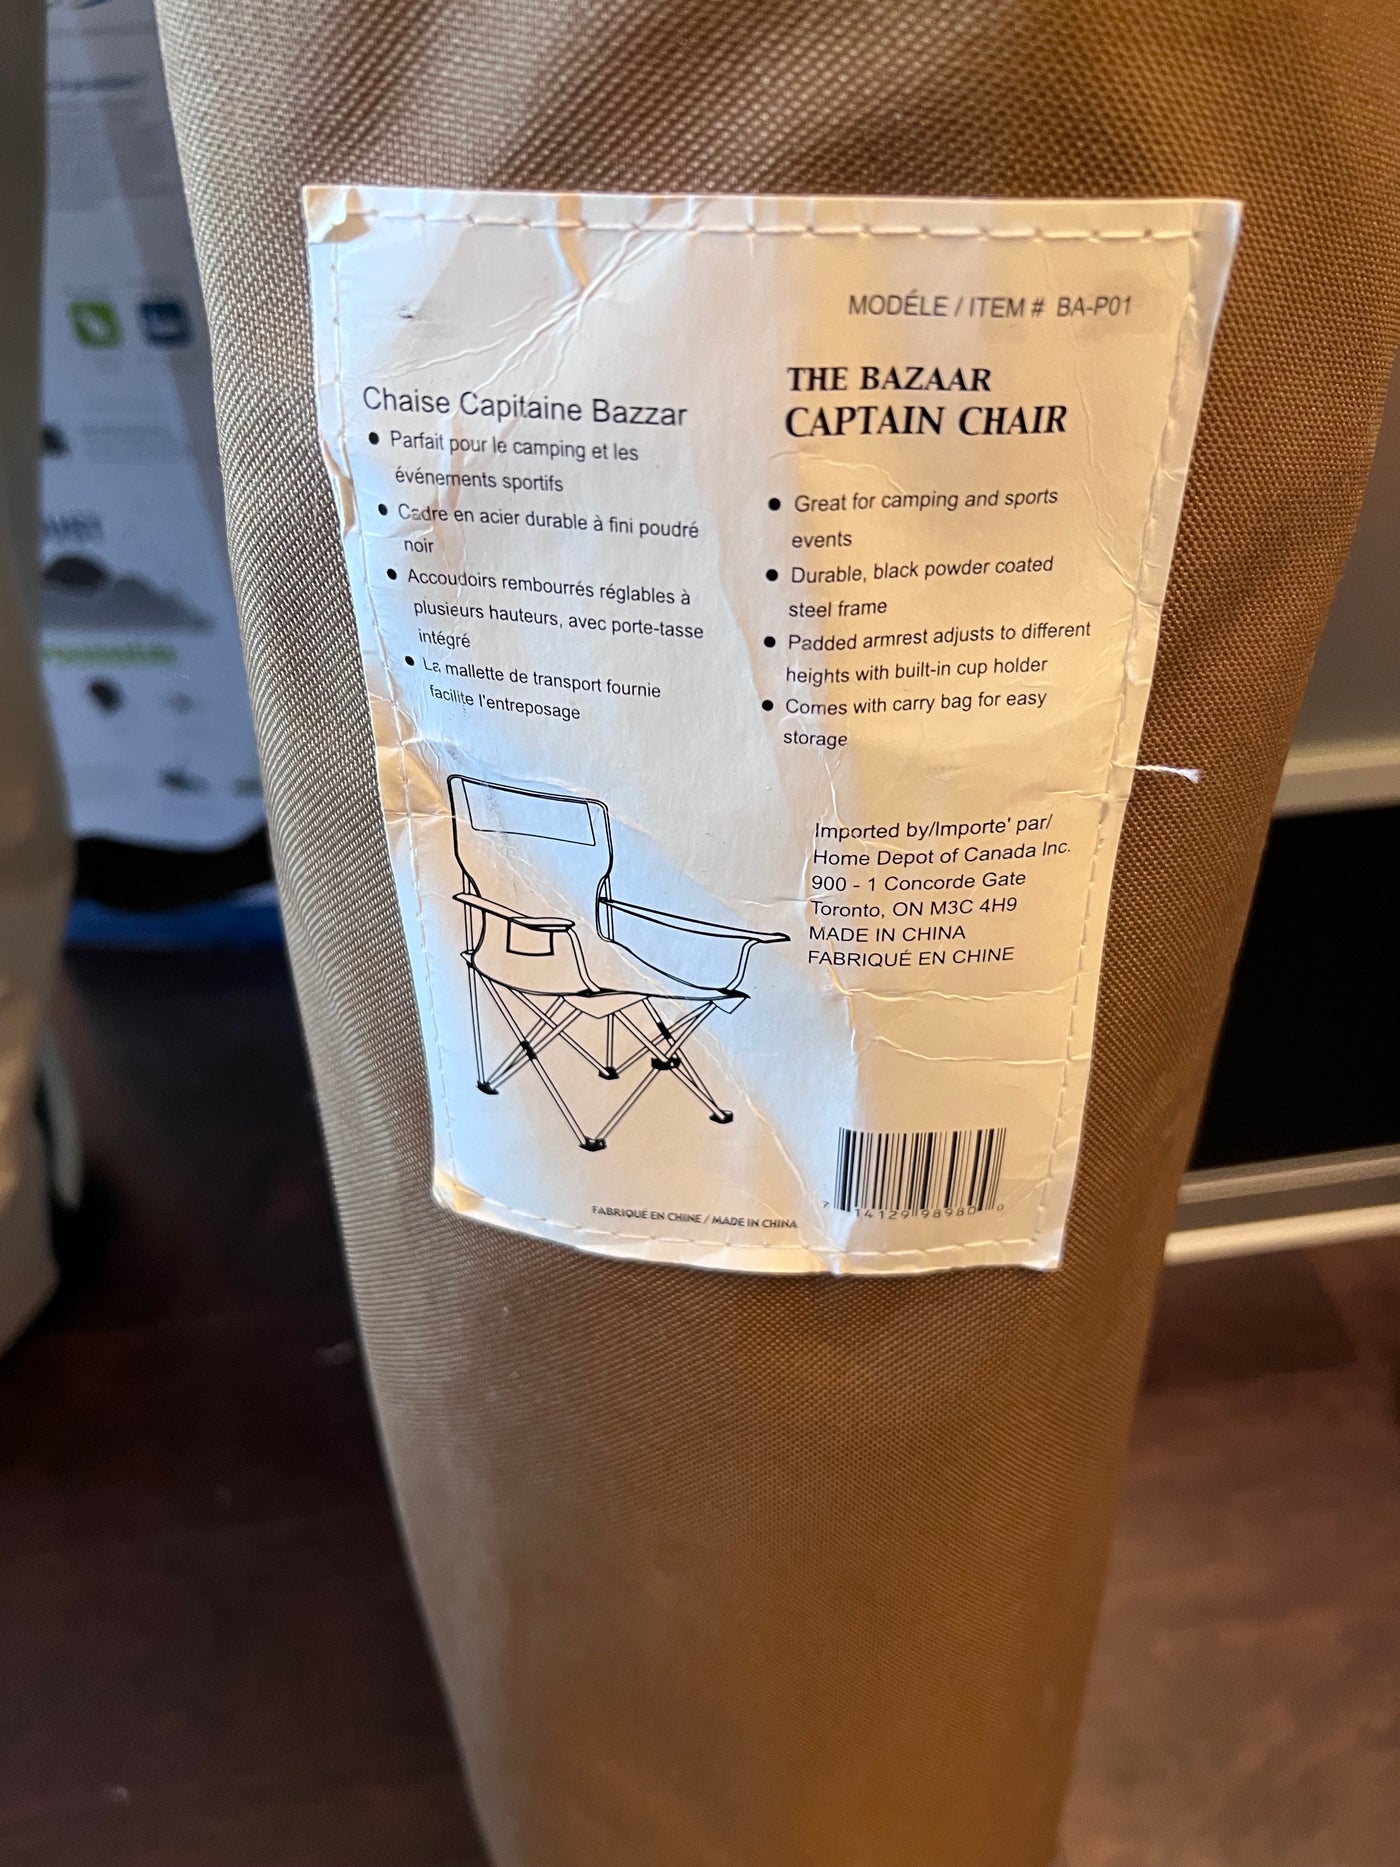 MODÉLE / ITEM # BA-P01
Chaise Capitaine Bazzar
● Parfait pour le camping et les
événements sportifs
● Cadre en acier durable à fini poudré
noir
● Accoudoirs rembourrés réglables à
plusieurs hauteurs, avec porte-tasse
intégré
● La mallette de transport fournie
facilite l'entreposage
THE BAZAAR
CAPTAIN CHAIR
● Great for camping and sports
events
● Durable, black powder coated
steel frame
● Padded armrest adjusts to different
heights with built-in cup holder
● Comes with carry bag for easy
storage
Imported by/Importe' par/
Home Depot of Canada Inc.
900 - 1 Concorde Gate
Toronto, ON M3C 4H9
MADE IN CHINA
FABRIQUÉ EN CHINE
FABRIQUÉ EN CHINE / MADE IN CHINA
7 14129 98980 0